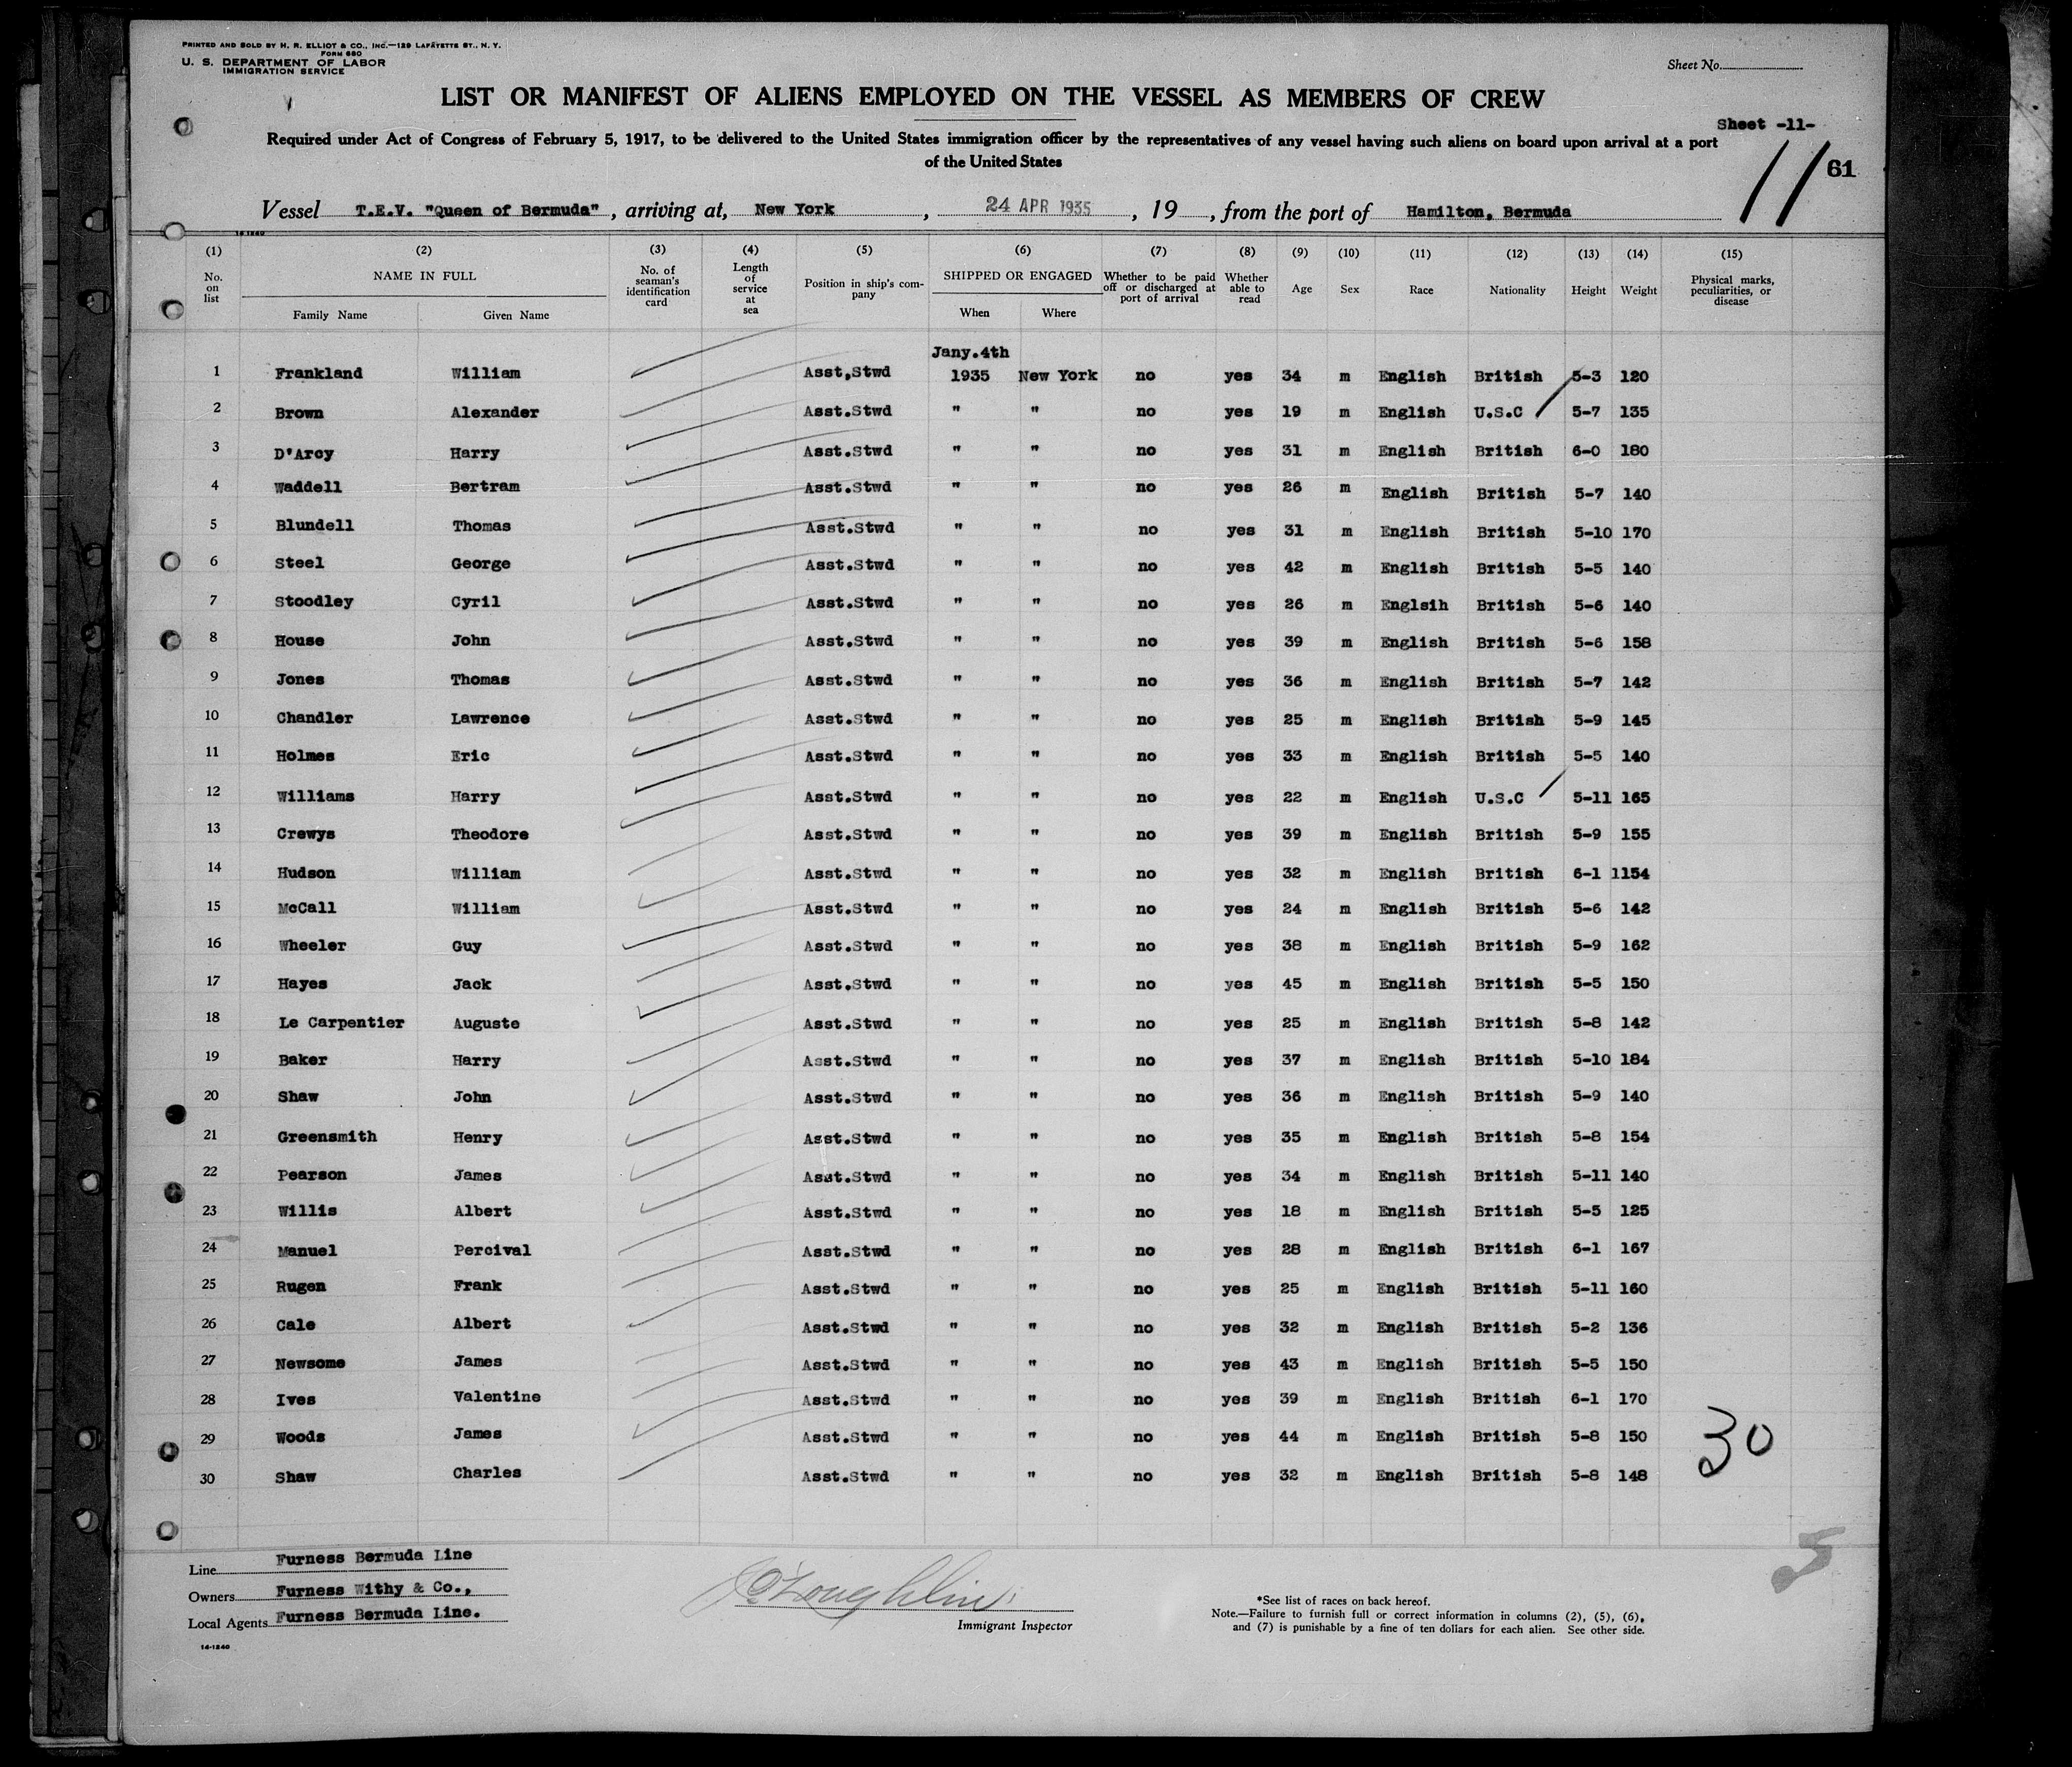 PRINTED AND SOLD BY H. R. ELLIOT & CO., INC.—129 LAFAYETTE ST., N. Y.
FORM 680
U. S. DEPARTMENT OF LABOR
IMMIGRATION SERVICE
Sheet No.
LIST OR MANIFEST OF ALIENS EMPLOYED ON THE VESSEL AS MEMBERS OF CREW
Sheet -11-
Required under Act of Congress of February 5, 1917, to be delivered to the United States immigration officer by the representatives of any vessel having such aliens on board upon arrival at a port
of the United States
11 61
Vessel T.E.V. "Queen of Bermuda" , arriving at, New York , 24 APR 1935 , 19 , from the port of Hamilton, Bermuda
14-1240
(1) (2) (3) (4) (5) (6) (7) (8) (9) (10) (11) (12) (13) (14) (15)
No. on list NAME IN FULL Family Name Given Name No. of seaman's identification card Length of service at sea Position in ship's company SHIPPED OR ENGAGED When Where Whether to be paid off or discharged at port of arrival Whether able to read Age Sex Race Nationality Height Weight Physical marks, peculiarities, or disease
Jany.4th
1 Frankland William Asst,Stwd 1935 New York no yes 34 m English British 5-3 120
2 Brown Alexander Asst.Stwd " " no yes 19 m English U.S.C 5-7 135
3 D'Arcy Harry Asst.Stwd " " no yes 31 m English British 6-0 180
4 Waddell Bertram Asst.Stwd " " no yes 26 m English British 5-7 140
5 Blundell Thomas Asst.Stwd " " no yes 31 m English British 5-10 170
6 Steel George Asst.Stwd " " no yes 42 m English British 5-5 140
7 Stoodley Cyril Asst.Stwd " " no yes 26 m Englsih British 5-6 140
8 House John Asst.Stwd " " no yes 39 m English British 5-6 158
9 Jones Thomas Asst.Stwd " " no yes 36 m English British 5-7 142
10 Chandler Lawrence Asst.Stwd " " no yes 25 m English British 5-9 145
11 Holmes Eric Asst.Stwd " " no yes 33 m English British 5-5 140
12 Williams Harry Asst.Stwd " " no yes 22 m English U.S.C 5-11 165
13 Crewys Theodore Asst.Stwd " " no yes 39 m English British 5-9 155
14 Hudson William Asst.Stwd " " no yes 32 m English British 6-1 1154
15 McCall William Asst.Stwd " " no yes 24 m English British 5-6 142
16 Wheeler Guy Asst.Stwd " " no yes 38 m English British 5-9 162
17 Hayes Jack Asst.Stwd " " no yes 45 m English British 5-5 150
18 Le Carpentier Auguste Asst.Stwd " " no yes 25 m English British 5-8 142
19 Baker Harry Asst.Stwd " " no yes 37 m English British 5-10 184
20 Shaw John Asst.Stwd " " no yes 36 m English British 5-9 140
21 Greensmith Henry Asst.Stwd " " no yes 35 m English British 5-8 154
22 Pearson James Asst.Stwd " " no yes 34 m English British 5-11 140
23 Willis Albert Asst.Stwd " " no yes 18 m English British 5-5 125
24 Manuel Percival Asst.Stwd " " no yes 28 m English British 6-1 167
25 Rugen Frank Asst.Stwd " " no yes 25 m English British 5-11 160
26 Cale Albert Asst.Stwd " " no yes 32 m English British 5-2 136
27 Newsome James Asst.Stwd " " no yes 43 m English British 5-5 150
28 Ives Valentine Asst.Stwd " " no yes 39 m English British 6-1 170
29 Woods James Asst.Stwd " " no yes 44 m English British 5-8 150
30 Shaw Charles Asst.Stwd " " no yes 32 m English British 5-8 148
30
Line Furness Bermuda Line
Owners Furness Withy & Co.,
Local Agents Furness Bermuda Line.
14-1240
O'Loughlin
Immigrant Inspector
*See list of races on back hereof.
Note.—Failure to furnish full or correct information in columns (2), (5), (6),
and (7) is punishable by a fine of ten dollars for each alien. See other side.